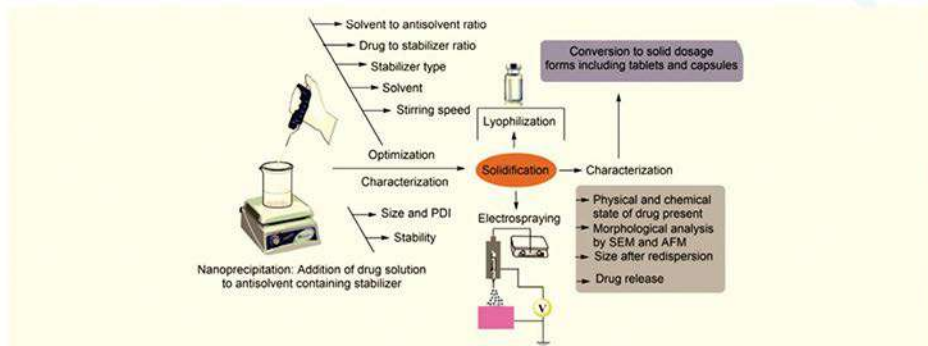 Solvent to antisolvent ratio
Drug to stabilizer ratio
Stabilizer type
Solvent
Stirring speed
Optimization
Characterization
Size and PDI
Stability
Nanoprecipitation: Addition of drug solution
to antisolvent containing stabilizer
Lyophilization
Solidification
Electrospraying
V
Conversion to solid dosage
forms including tablets and capsules
Characterization
Physical and chemical
state of drug present
Morphological analysis
by SEM and AFM
Size after redispersion
Drug release